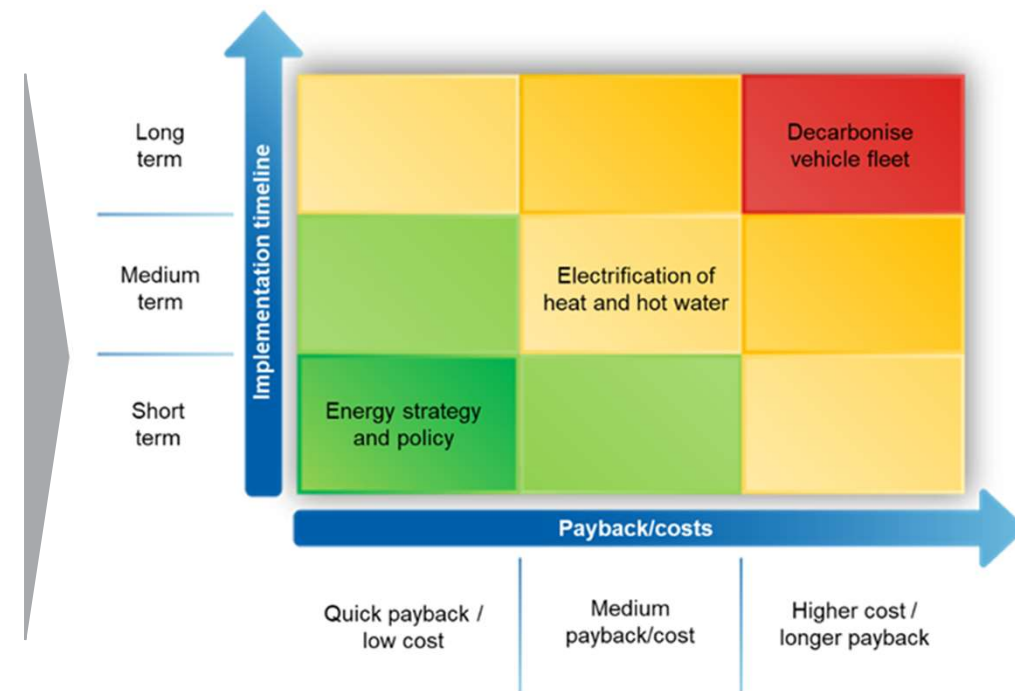 Implementation timeline
Long
term
Decarbonise
vehicle fleet
Medium
term
Electrification of
heat and hot water
Short
term
Energy strategy
and policy
Payback/costs
Quick payback /
low cost
Medium
payback/cost
Higher cost /
longer payback